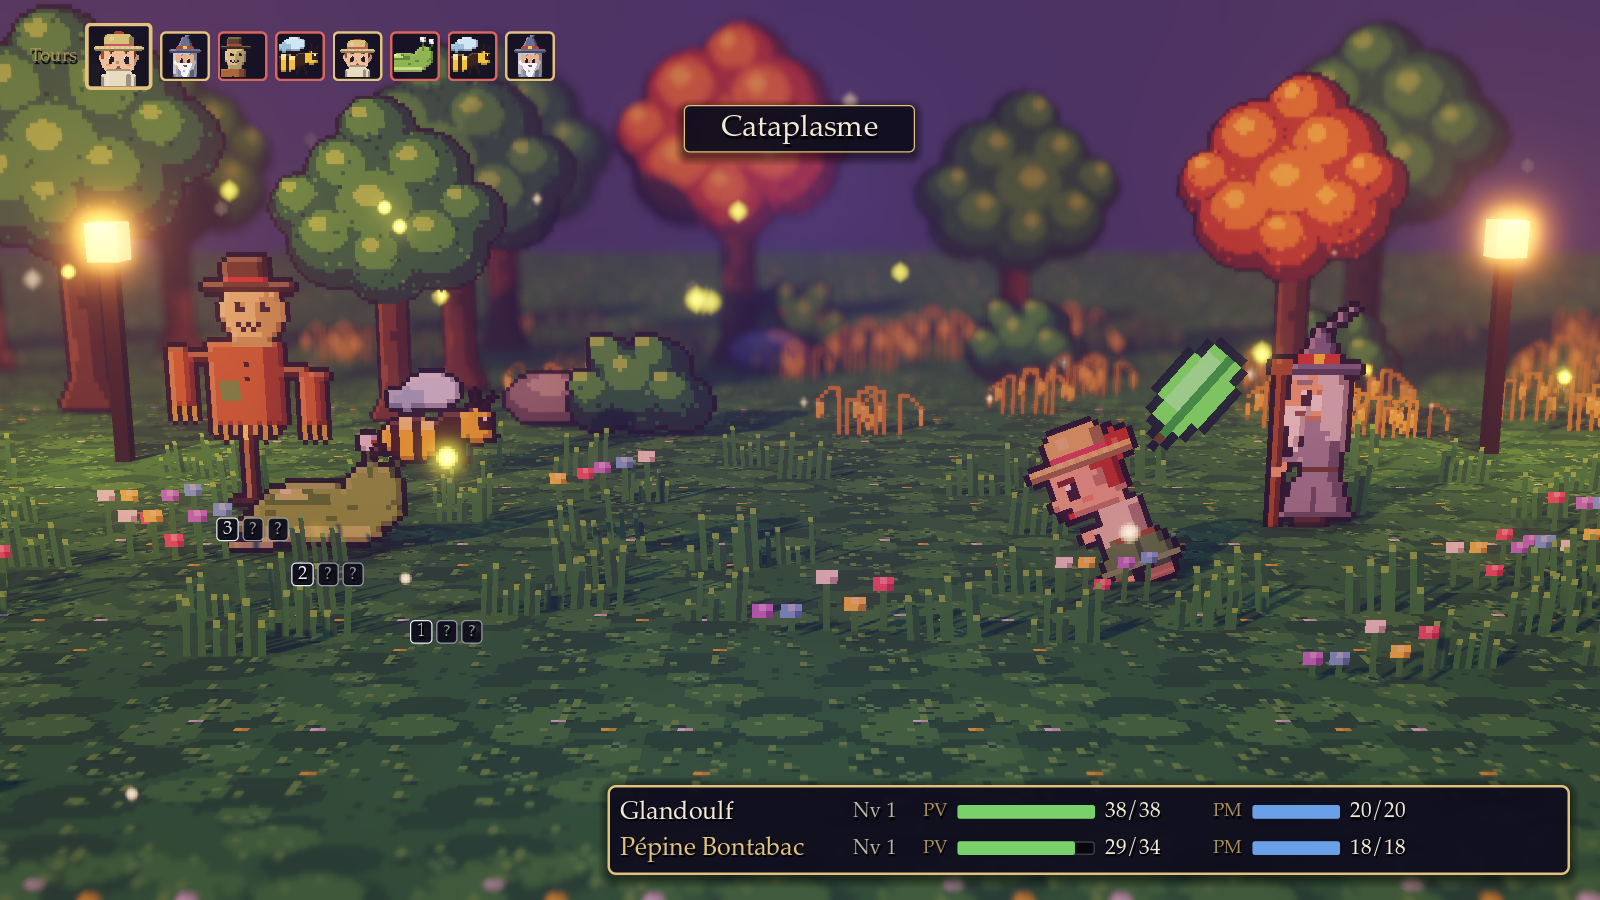 Tours
Cataplasme
3 ? ?
2 ? ?
1 ? ?
Glandoulf Nv 1 PV 38/38 PM 20/20
Pépine Bontabac Nv 1 PV 29/34 PM 18/18